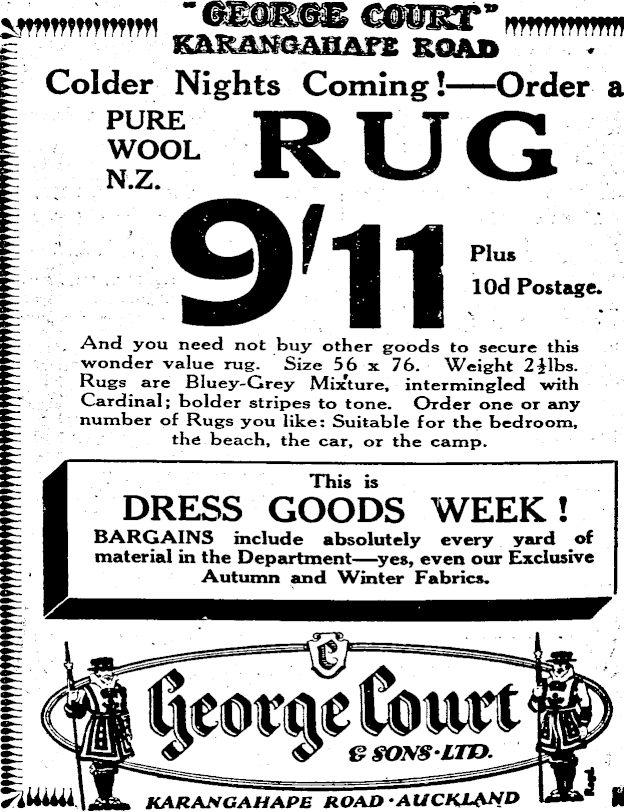 "GEORGE COURT"
KARANGAHAPE ROAD
Colder Nights Coming!—Order a
PURE
WOOL
N.Z.
RUG
9'11
Plus
10d Postage.
And you need not buy other goods to secure this
wonder value rug. Size 56 x 76. Weight 2½lbs.
Rugs are Bluey-Grey Mixture, intermingled with
Cardinal; bolder stripes to tone. Order one or any
number of Rugs you like: Suitable for the bedroom,
the beach, the car, or the camp.
This is
DRESS GOODS WEEK!
BARGAINS include absolutely every yard of
material in the Department—yes, even our Exclusive
Autumn and Winter Fabrics.
C
George Court
& SONS·LTD.
KARANGAHAPE ROAD·AUCKLAND